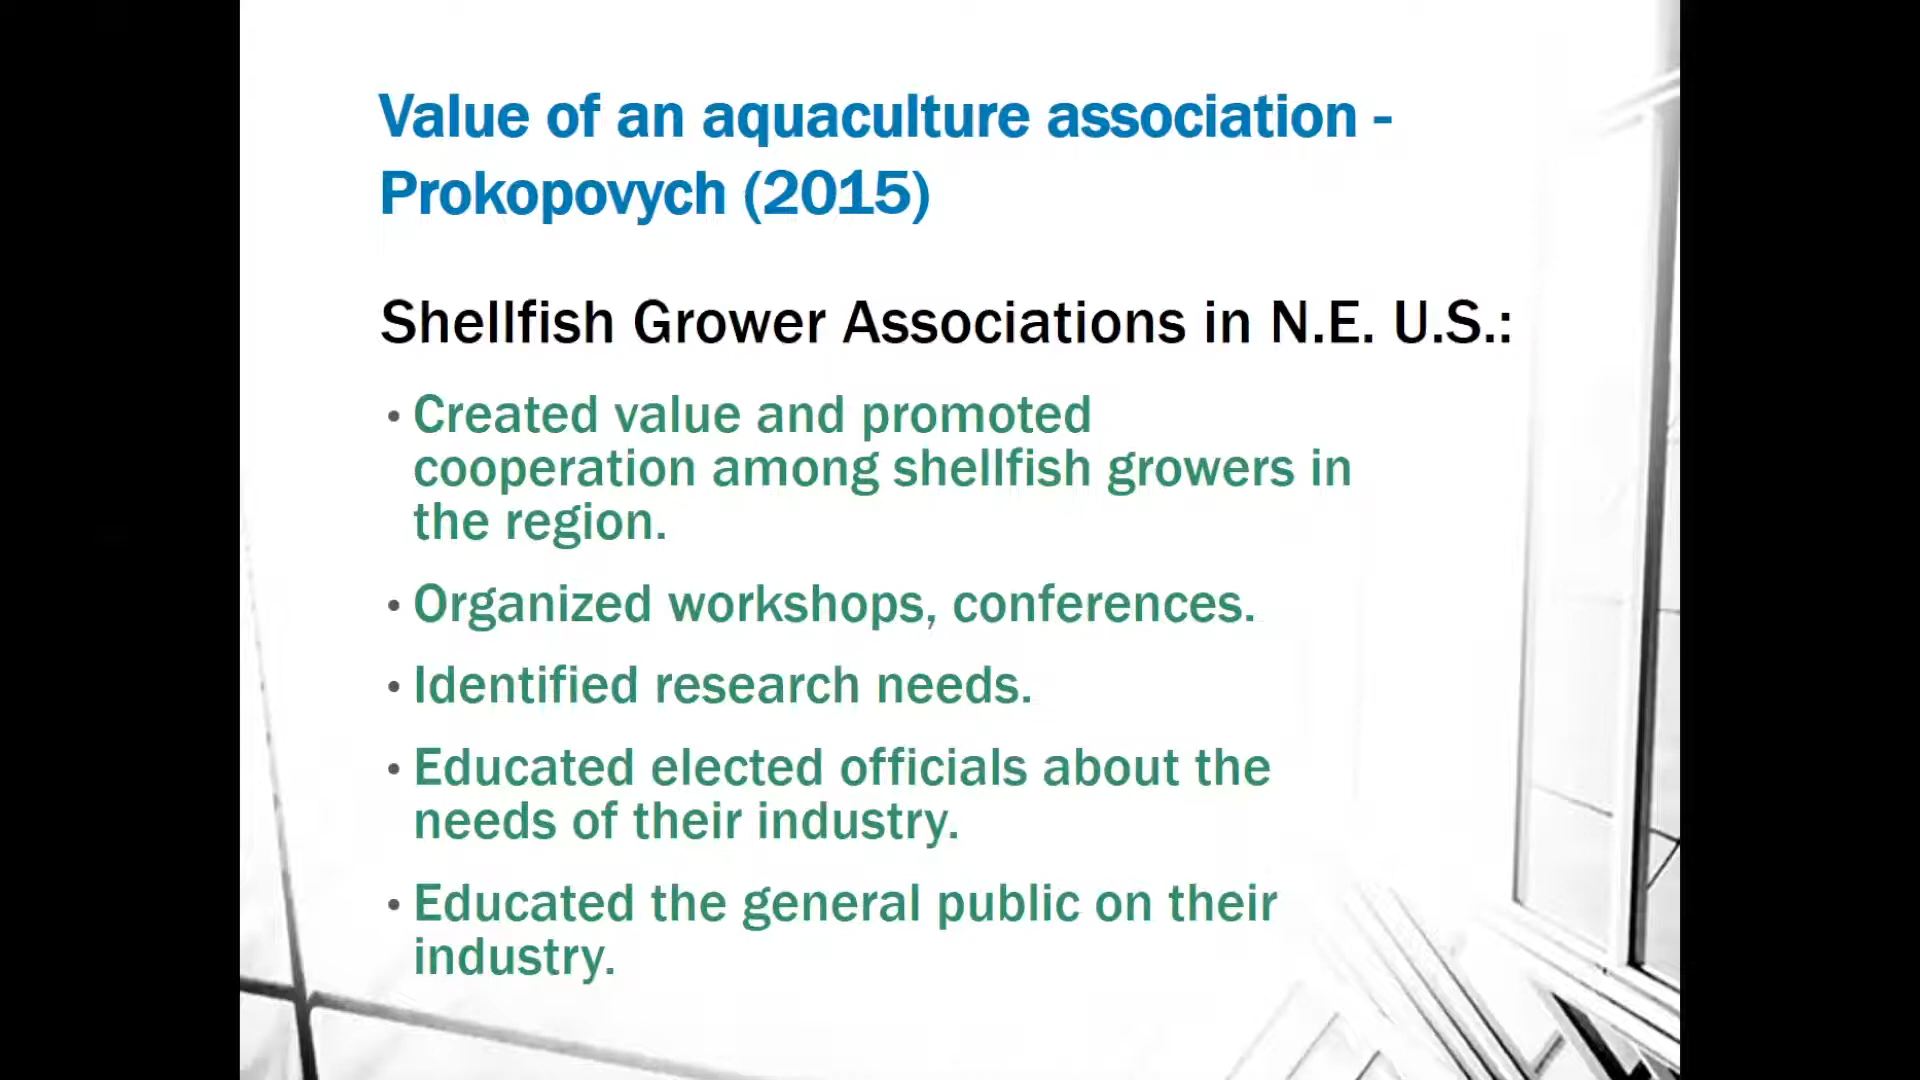 Value of an aquaculture association -
Prokopovych (2015)
Shellfish Grower Associations in N.E. U.S.:
• Created value and promoted
cooperation among shellfish growers in
the region.
• Organized workshops, conferences.
• Identified research needs.
• Educated elected officials about the
needs of their industry.
• Educated the general public on their
industry.